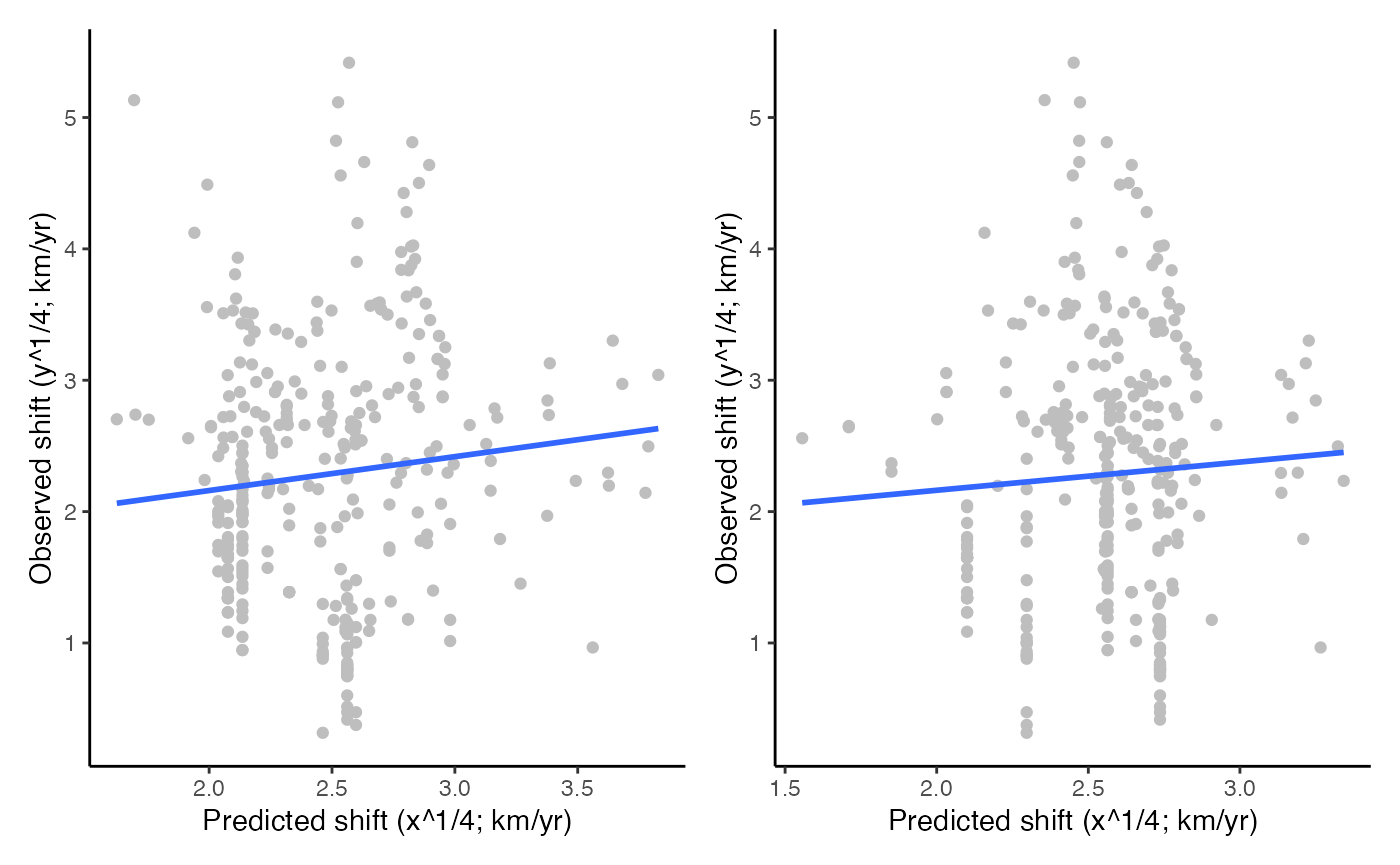 Observed shift (y^1/4; km/yr)
5
4
3
2
1
2.0 2.5 3.0 3.5
Predicted shift (x^1/4; km/yr)
Observed shift (y^1/4; km/yr)
5
4
3
2
1
1.5 2.0 2.5 3.0
Predicted shift (x^1/4; km/yr)